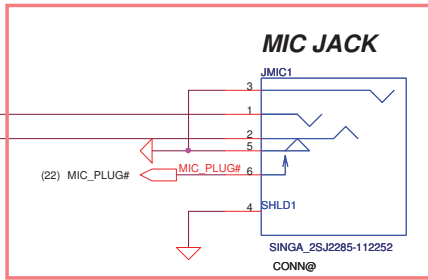 MIC JACK
JMIC1
3
1
2
5
(22) MIC_PLUG#
MIC_PLUG#
6
4
SHLD1
SINGA_2SJ2285-112252
CONN@